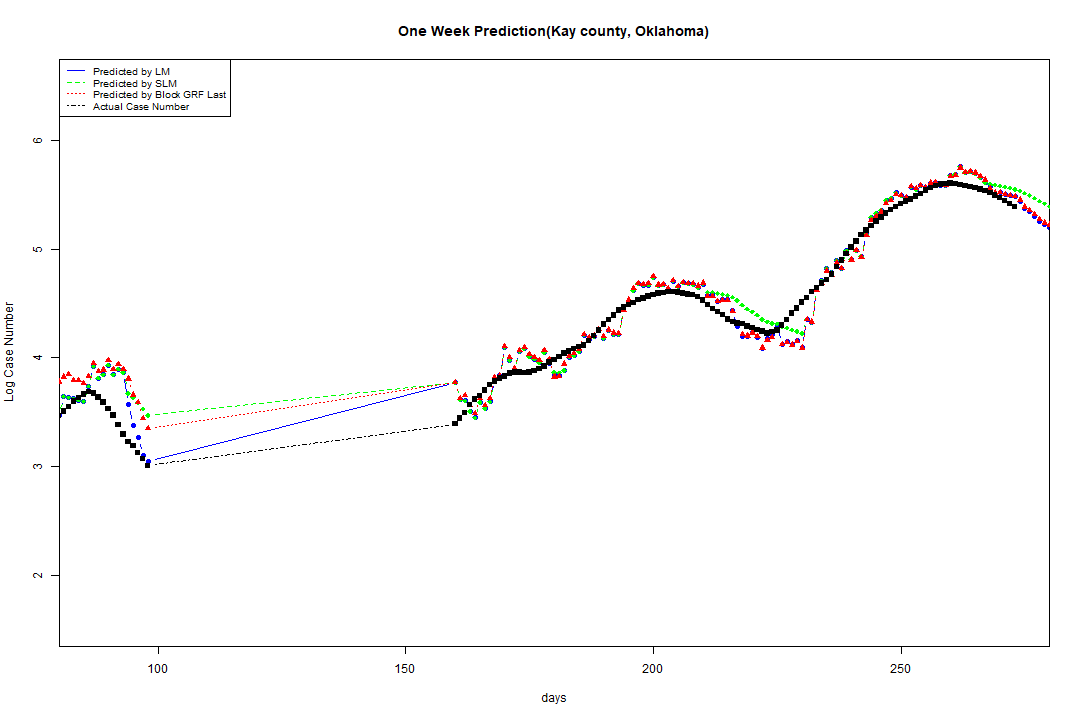 One Week Prediction(Kay county, Oklahoma)
Predicted by LM
Predicted by SLM
Predicted by Block GRF Last
Actual Case Number
6
5
4
3
2
Log Case Number
100 150 200 250
days